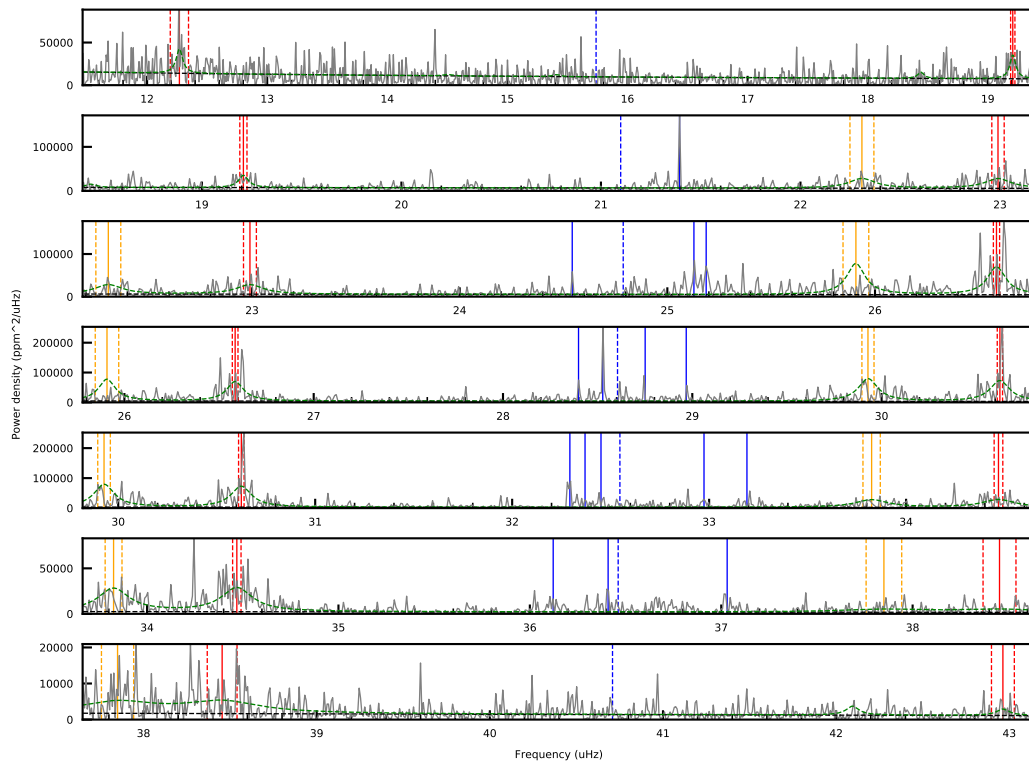 50000
0
12 13 14 15 16 17 18 19
100000
0
19 20 21 22 23
100000
0
23 24 25 26
200000
100000
0
26 27 28 29 30
200000
100000
0
30 31 32 33 34
50000
0
34 35 36 37 38
20000
10000
0
38 39 40 41 42 43
Power density (ppm^2/uHz)
Frequency (uHz)